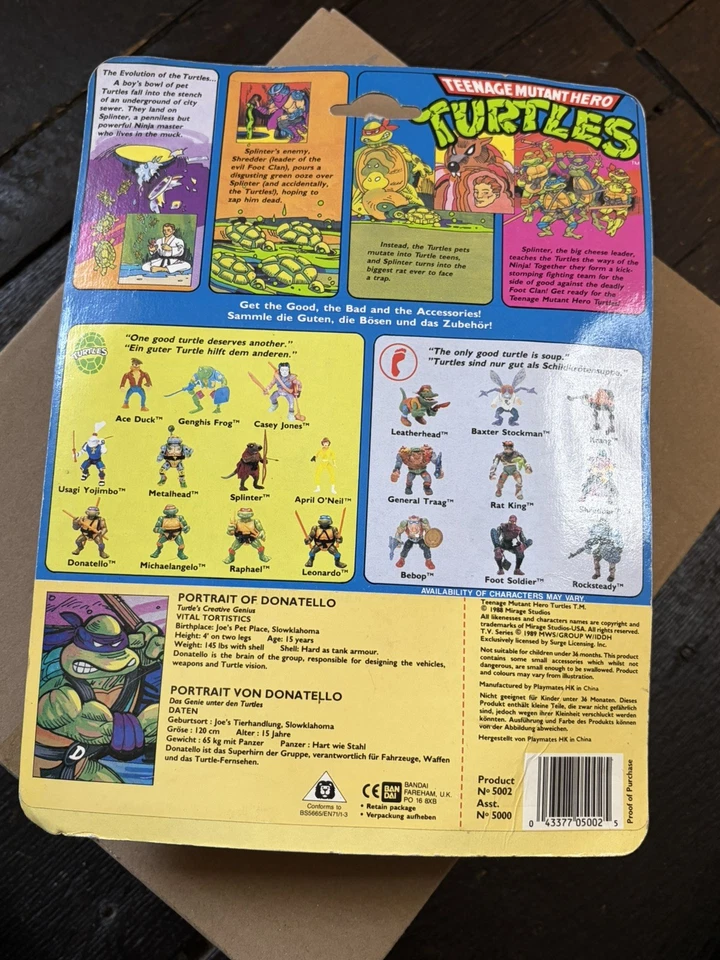 The Evolution of the Turtles...
A boy's bowl of pet
Turtles fall into the stench
of an underground of city
sewer. They land on
Splinter, a penniless but
powerful Ninja master
who lives in the muck.
Splinter's enemy,
Shredder (leader of the
evil Foot Clan), pours a
disgusting green ooze over
Splinter (and accidentally,
the Turtles!), hoping to
zap him dead.
TEENAGE MUTANT HERO
TURTLES™
Instead, the Turtles pets
mutate into Turtle teens,
and Splinter turns into the
biggest rat ever to face
a trap.
Splinter, the big cheese leader,
teaches the Turtles the ways of the
Ninja! Together they form a kick-
stomping fighting team for the
side of good against the deadly
Foot Clan! Get ready for the
Teenage Mutant Hero Turtles!
Get the Good, the Bad and the Accessories!
Sammle die Guten, die Bösen und das Zubehör!
TURTLES
"One good turtle deserves another."
"Ein guter Turtle hilft dem anderen."
Ace Duck™ Genghis Frog™ Casey Jones™
Usagi Yojimbo™ Metalhead™ Splinter™ April O'Neil™
Donatello™ Michaelangelo™ Raphael™ Leonardo™
"The only good turtle is soup."
"Turtles sind nur gut als Schildkrötensuppe."
Leatherhead™ Baxter Stockman™ Krang™
General Traag™ Rat King™ Shredder™
Bebop™ Foot Soldier™ Rocksteady™
AVAILABILITY OF CHARACTERS MAY VARY.
PORTRAIT OF DONATELLO
Turtle's Creative Genius
VITAL TORTISTICS
Birthplace: Joe's Pet Place, Slowklahoma
Height: 4' on two legs Age: 15 years
Weight: 145 lbs with shell Shell: Hard as tank armour.
Donatello is the brain of the group, responsible for designing the vehicles,
weapons and Turtle vision.
PORTRAIT VON DONATELLO
Das Genie unter den Turtles
DATEN
Geburtsort : Joe's Tierhandlung, Slowklahoma
Gröse : 120 cm Alter : 15 Jahre
Gewicht : 65 kg mit Panzer Panzer : Hart wie Stahl
Donatello ist das Superhirn der Gruppe, verantwortlich für Fahrzeuge, Waffen
und das Turtle-Fernsehen.
D
Conforms to
BS5665/EN71/1-3
CE BAN DAI
BANDAI
FAREHAM, U.K.
PO 16 8XB
• Retain package
• Verpackung aufheben
Teenage Mutant Hero Turtles T.M.
© 1988 Mirage Studios
All likenesses and characters names are copyright and
trademarks of Mirage Studios-USA. All rights reserved.
T.V. Series © 1989 MWS/GROUP W/IDDH
Exclusively licensed by Surge Licensing, Inc.
Not suitable for children under 36 months. This product
contains some small accessories which whilst not
dangerous, are small enough to be swallowed. Product
and colours may vary from illustration.
Manufactured by Playmates HK in China
Nicht geeignet für Kinder unter 36 Monaten. Dieses
Produkt enthält kleine Teile, die zwar nicht gefährlich
sind, jedoch wegen ihrer Kleinheit verschluckt werden
könnten. Ausführung und Farbe des Produkts können
von der Abbildung abweichen.
Hergestellt von Playmates HK in China
Product
Nº 5002
Asst.
Nº 5000
0 43377 05002 5
Proof of Purchase